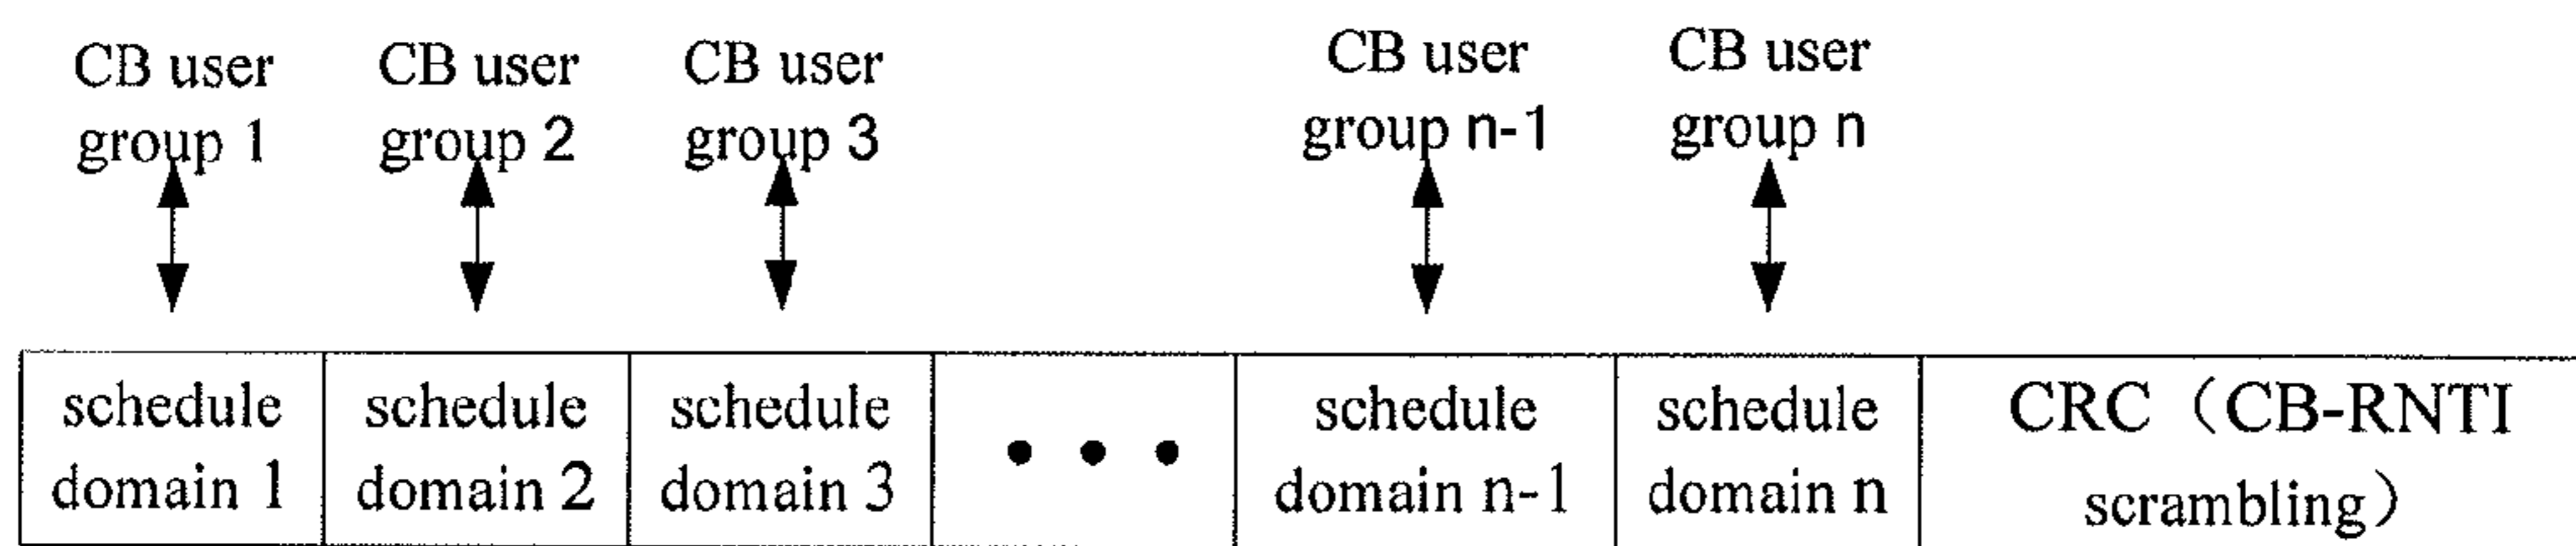 CB user
group 1
CB user
group 2
CB user
group 3
CB user
group n-1
CB user
group n
schedule
domain 1
schedule
domain 2
schedule
domain 3
• • •
schedule
domain n-1
schedule
domain n
CRC（CB-RNTI
scrambling）